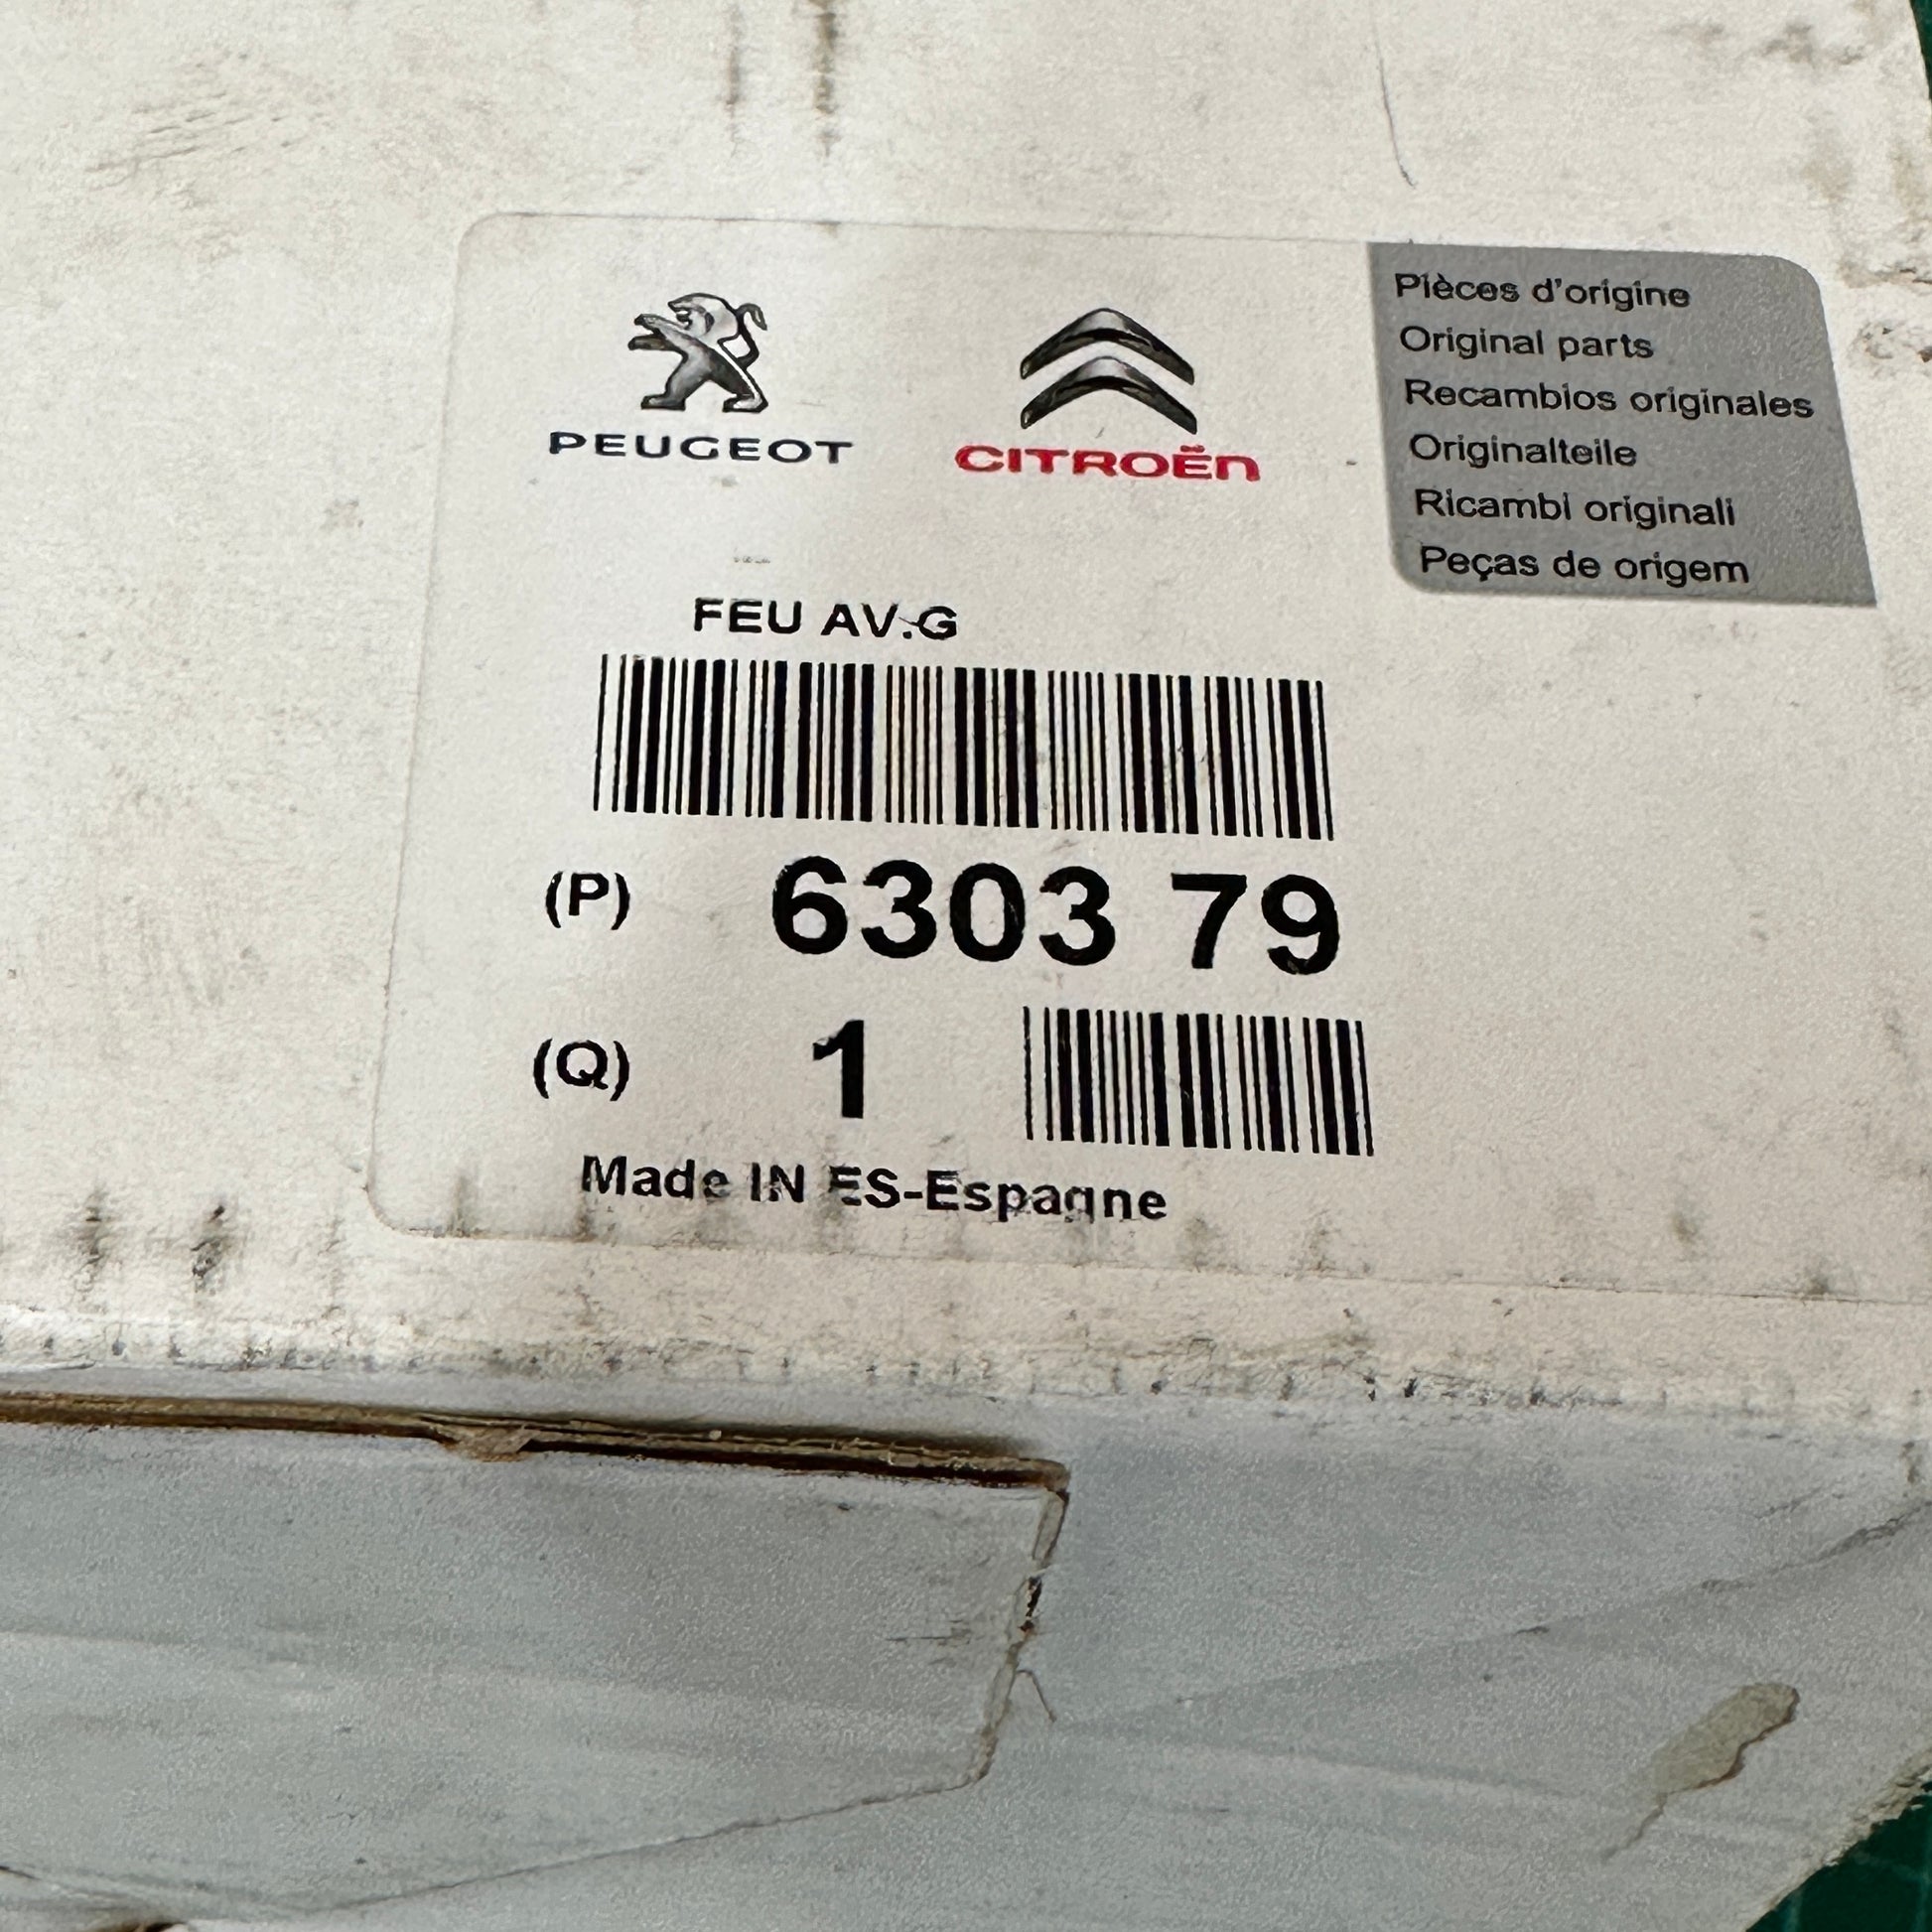 PEUGEOT
CITROËN
Pièces d'origine
Original parts
Recambios originales
Originalteile
Ricambi originali
Peças de origem
FEU AV.G
(P) 6303 79
(Q) 1
Made IN ES-Espagne